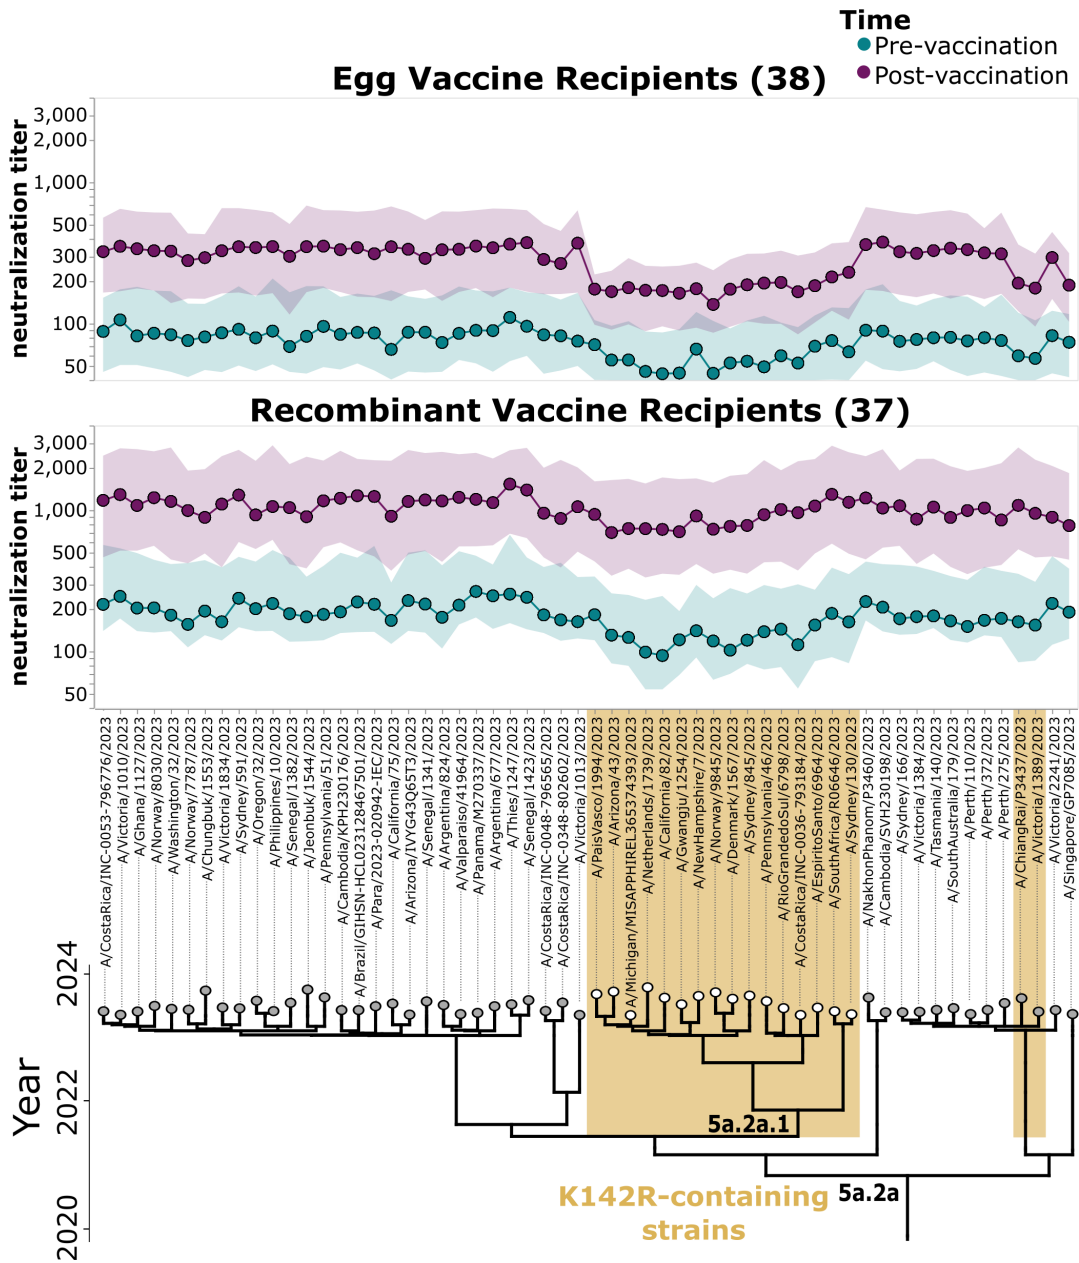 Time
Pre-vaccination
Post-vaccination
Egg Vaccine Recipients (38)
neutralization titer
3,000
2,000
1,000
500
300
200
100
50
Recombinant Vaccine Recipients (37)
neutralization titer
3,000
2,000
1,000
500
300
200
100
50
A/CostaRica/INC-0053-796776/2023
A/Victoria/1010/2023
A/Ghana/1127/2023
A/Norway/8030/2023
A/Washington/32/2023
A/Norway/7787/2023
A/Chungbuk/1553/2023
A/Victoria/1834/2023
A/Sydney/591/2023
A/Oregon/32/2023
A/Philippines/10/2023
A/Senegal/1382/2023
A/Jeonbuk/1544/2023
A/Pennsylvania/51/2023
A/Cambodia/KPH230176/2023
A/Brazil/GIHSN-HCL023128467501/2023
A/Para/2023-020942-IEC/2023
A/California/75/2023
A/Arizona/IVYG43Q65T3/2023
A/Senegal/1341/2023
A/Argentina/824/2023
A/Valparaiso/41964/2023
A/Panama/M270337/2023
A/Argentina/677/2023
A/Thies/1247/2023
A/Senegal/1423/2023
A/CostaRica/INC-0048-796565/2023
A/CostaRica/INC-0348-802602/2023
A/Victoria/1013/2023
A/PaisVasco/1994/2023
A/Arizona/43/2023
A/Michigan/MISAPPHIREL365374393/2023
A/Netherlands/1739/2023
A/California/82/2023
A/Gwangju/1254/2023
A/NewHampshire/7/2023
A/Norway/9845/2023
A/Denmark/1567/2023
A/Sydney/845/2023
A/Pennsylvania/46/2023
A/RioGrandedoSul/6798/2023
A/CostaRica/INC-0036-793184/2023
A/EspiritoSanto/6964/2023
A/SouthAfrica/R06646/2023
A/Sydney/130/2023
A/NakhonPhanom/P3460/2023
A/Cambodia/SVH230198/2023
A/Sydney/166/2023
A/Victoria/1384/2023
A/Tasmania/140/2023
A/SouthAustralia/179/2023
A/Perth/110/2023
A/Perth/372/2023
A/Perth/275/2023
A/ChiangRai/P3437/2023
A/Victoria/1389/2023
A/Victoria/2241/2023
A/Singapore/GP7085/2023
Year
2024
2022
2020
5a.2a.1
5a.2a
K142R-containing
strains